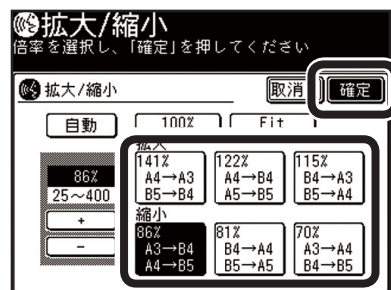 拡大/縮小
倍率を選択し、「確定」を押してください
拡大/縮小
取消
確定
自動
100%
Fit
拡大
86%
25～400
+
-
141%
A4→A3
B5→B4
122%
A4→B4
A5→B5
115%
B4→A3
B5→A4
縮小
86%
A3→B4
A4→B5
81%
B4→A4
B5→A5
70%
A3→A4
B4→B5